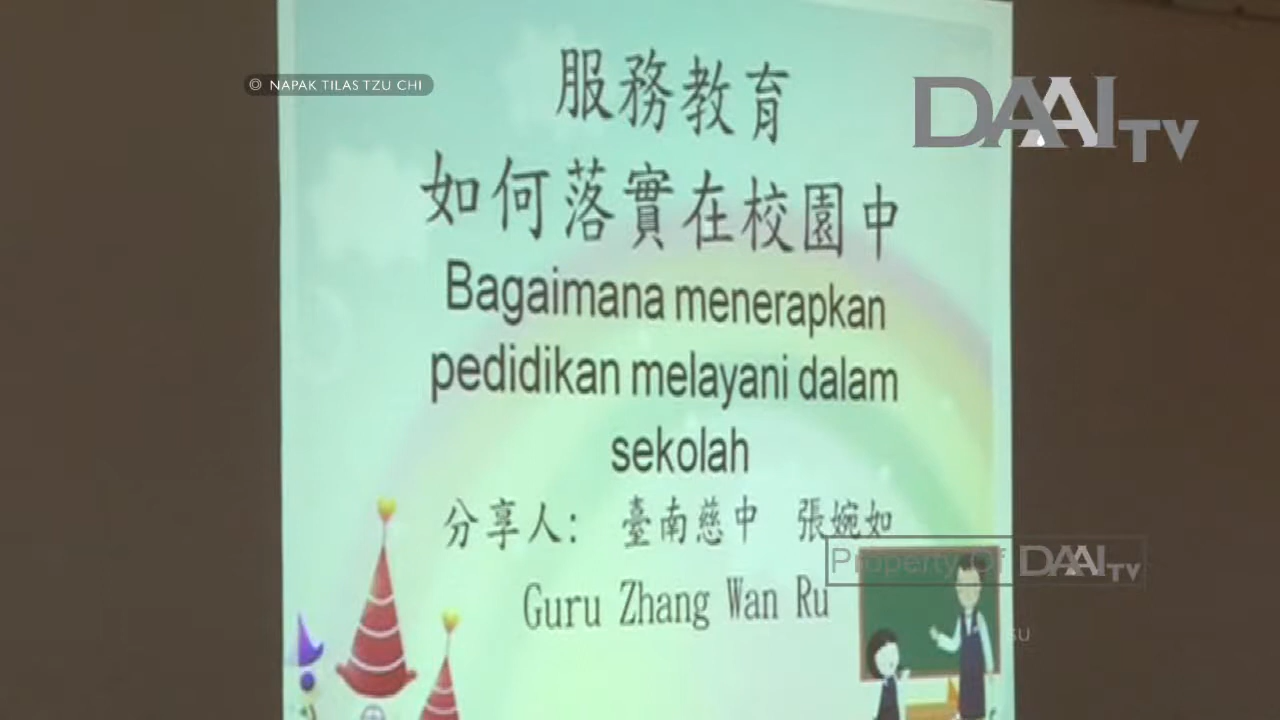 © NAPAK TILAS TZU CHI
DAAI TV
服務教育
如何落實在校園中
Bagaimana menerapkan
pedidikan melayani dalam
sekolah
分享人: 臺南慈中 張婉如
Guru Zhang Wan Ru
Property Of DAAI TV